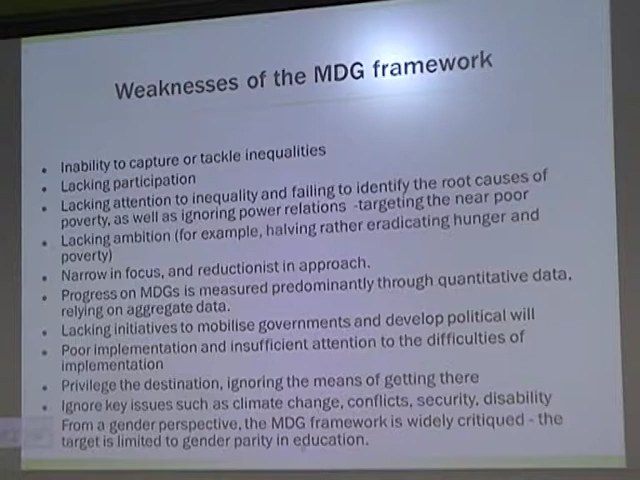 Weaknesses of the MDG framework
• Inability to capture or tackle inequalities
• Lacking participation
• Lacking attention to inequality and failing to identify the root causes of
poverty, as well as ignoring power relations -targeting the near poor
• Lacking ambition (for example, halving rather eradicating hunger and
poverty)
• Narrow in focus, and reductionist in approach.
• Progress on MDGs is measured predominantly through quantitative data,
relying on aggregate data.
• Lacking initiatives to mobilise governments and develop political will
• Poor implementation and insufficient attention to the difficulties of
implementation
• Privilege the destination, ignoring the means of getting there
• Ignore key issues such as climate change, conflicts, security, disability
From a gender perspective, the MDG framework is widely critiqued - the
target is limited to gender parity in education.